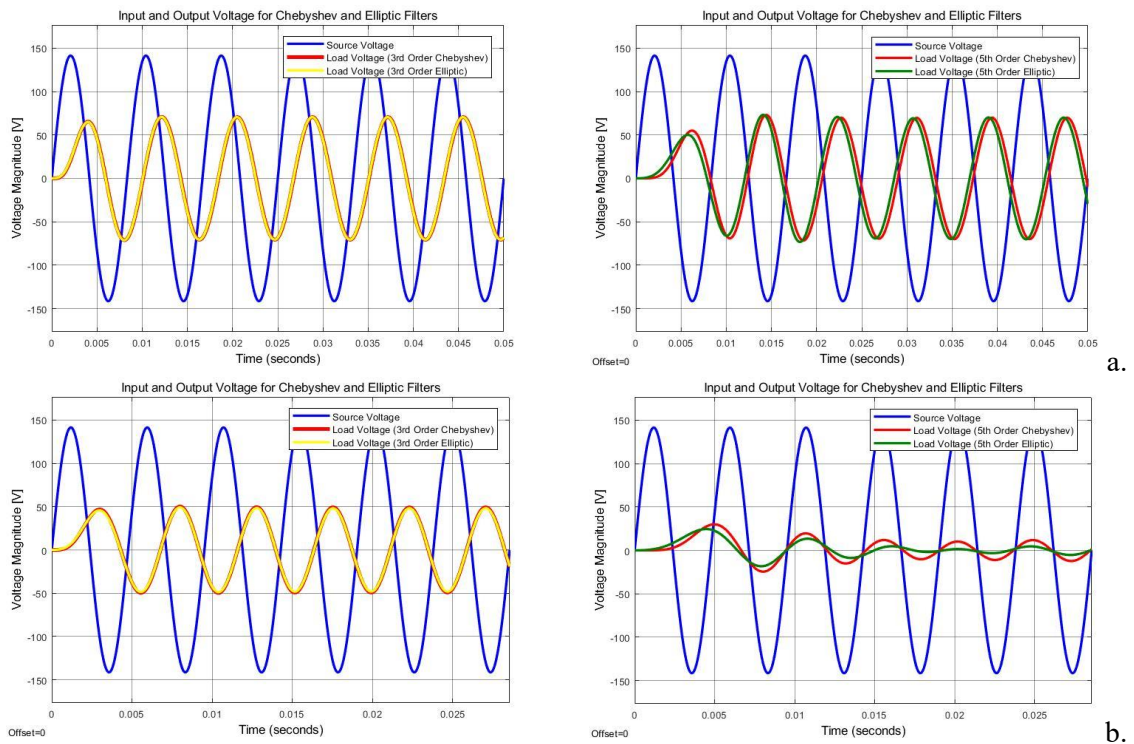 Input and Output Voltage for Chebyshev and Elliptic Filters
Source Voltage
Load Voltage (3rd Order Chebyshev)
Load Voltage (3rd Order Elliptic)
Voltage Magnitude [V]
150
100
50
0
-50
-100
-150
0 0.005 0.01 0.015 0.02 0.025 0.03 0.035 0.04 0.045 0.05
Time (seconds)
Input and Output Voltage for Chebyshev and Elliptic Filters
Source Voltage
Load Voltage (5th Order Chebyshev)
Load Voltage (5th Order Elliptic)
Voltage Magnitude [V]
150
100
50
0
-50
-100
-150
0 0.005 0.01 0.015 0.02 0.025 0.03 0.035 0.04 0.045 0.05
Time (seconds)
Offset=0
a.
Input and Output Voltage for Chebyshev and Elliptic Filters
Source Voltage
Load Voltage (3rd Order Chebyshev)
Load Voltage (3rd Order Elliptic)
Voltage Magnitude [V]
150
100
50
0
-50
-100
-150
0 0.005 0.01 0.015 0.02 0.025
Time (seconds)
Offset=0
Input and Output Voltage for Chebyshev and Elliptic Filters
Source Voltage
Load Voltage (5th Order Chebyshev)
Load Voltage (5th Order Elliptic)
Voltage Magnitude [V]
150
100
50
0
-50
-100
-150
0 0.005 0.01 0.015 0.02 0.025
Time (seconds)
Offset=0
b.